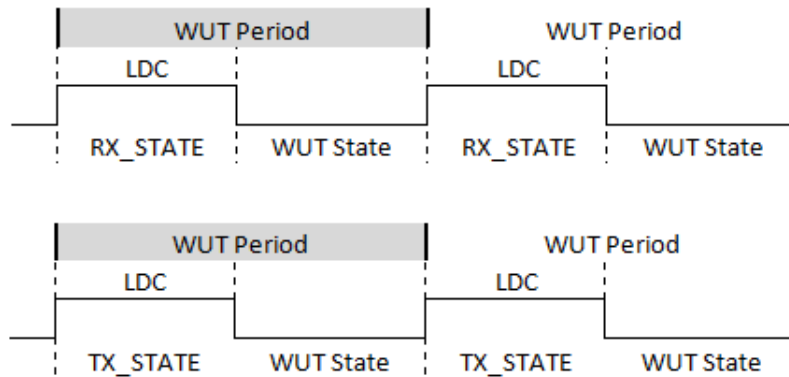 WUT Period WUT Period
LDC LDC
RX_STATE WUT State RX_STATE WUT State
WUT Period WUT Period
LDC LDC
TX_STATE WUT State TX_STATE WUT State